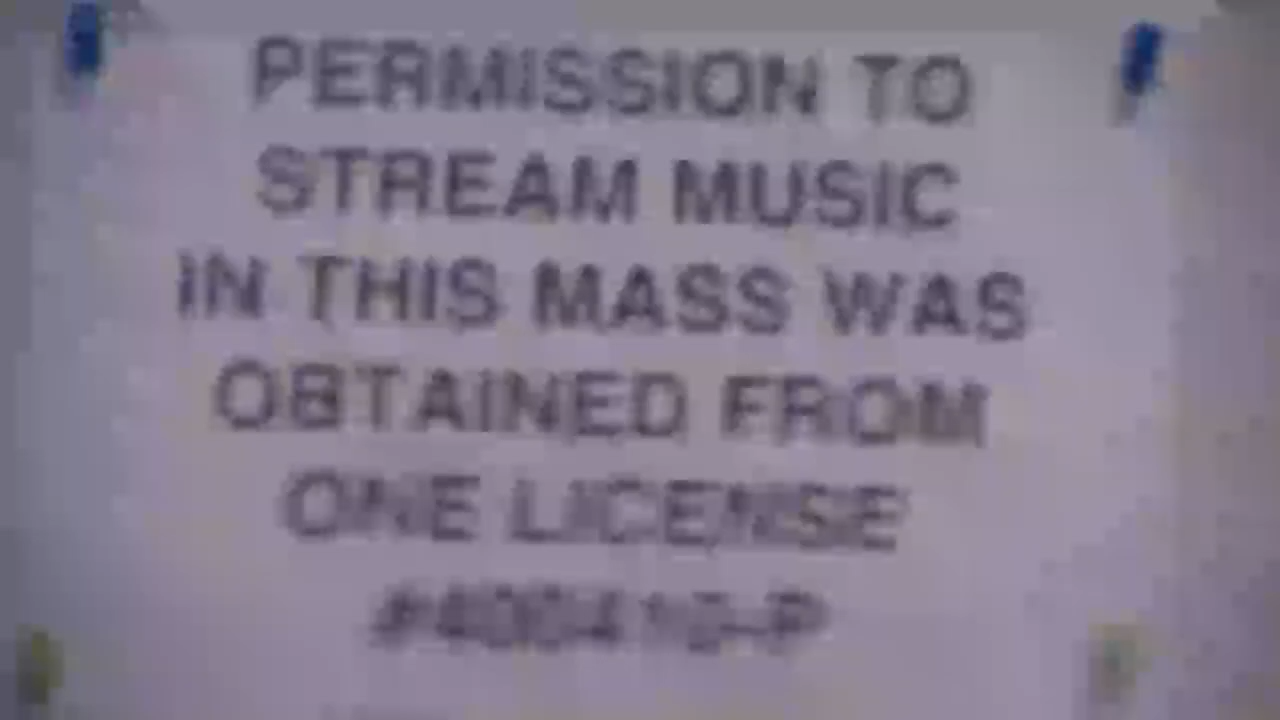 PERMISSION TO
STREAM MUSIC
IN THIS MASS WAS
OBTAINED FROM
ONE LICENSE